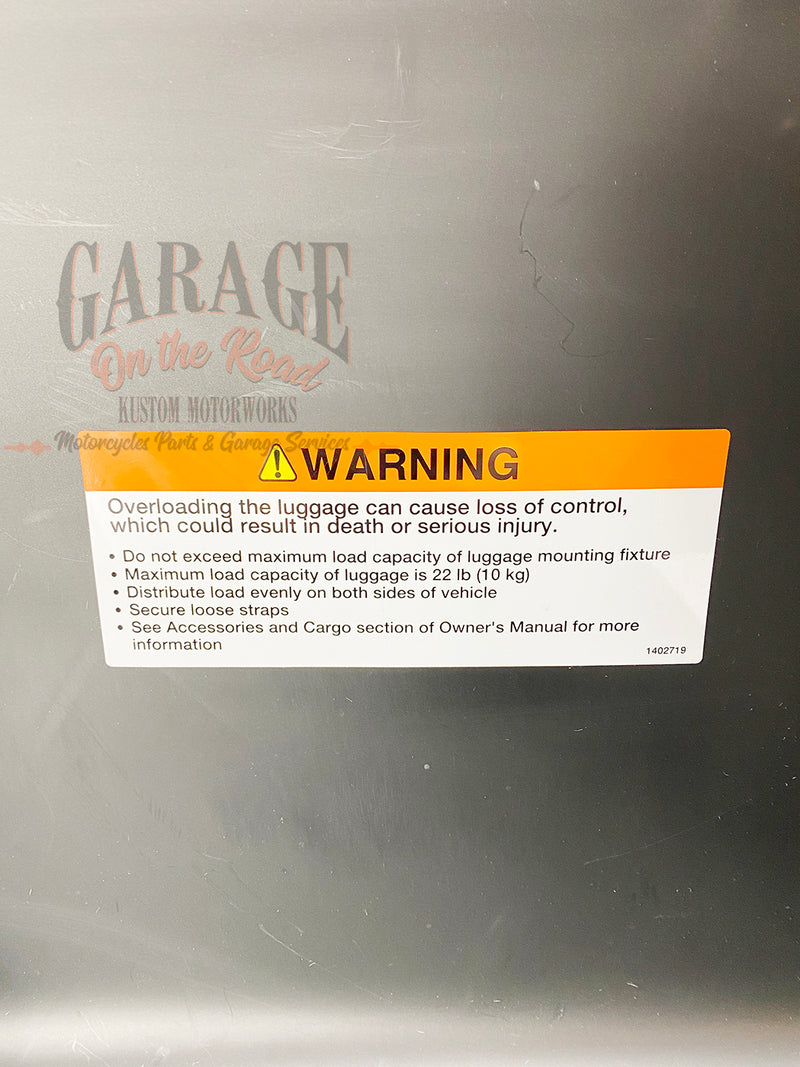 GARAGE
On the Road
KUSTOM MOTORWORKS
Motorcycles Parts & Garage Services
WARNING
Overloading the luggage can cause loss of control,
which could result in death or serious injury.
• Do not exceed maximum load capacity of luggage mounting fixture
• Maximum load capacity of luggage is 22 lb (10 kg)
• Distribute load evenly on both sides of vehicle
• Secure loose straps
• See Accessories and Cargo section of Owner's Manual for more
information
1402719